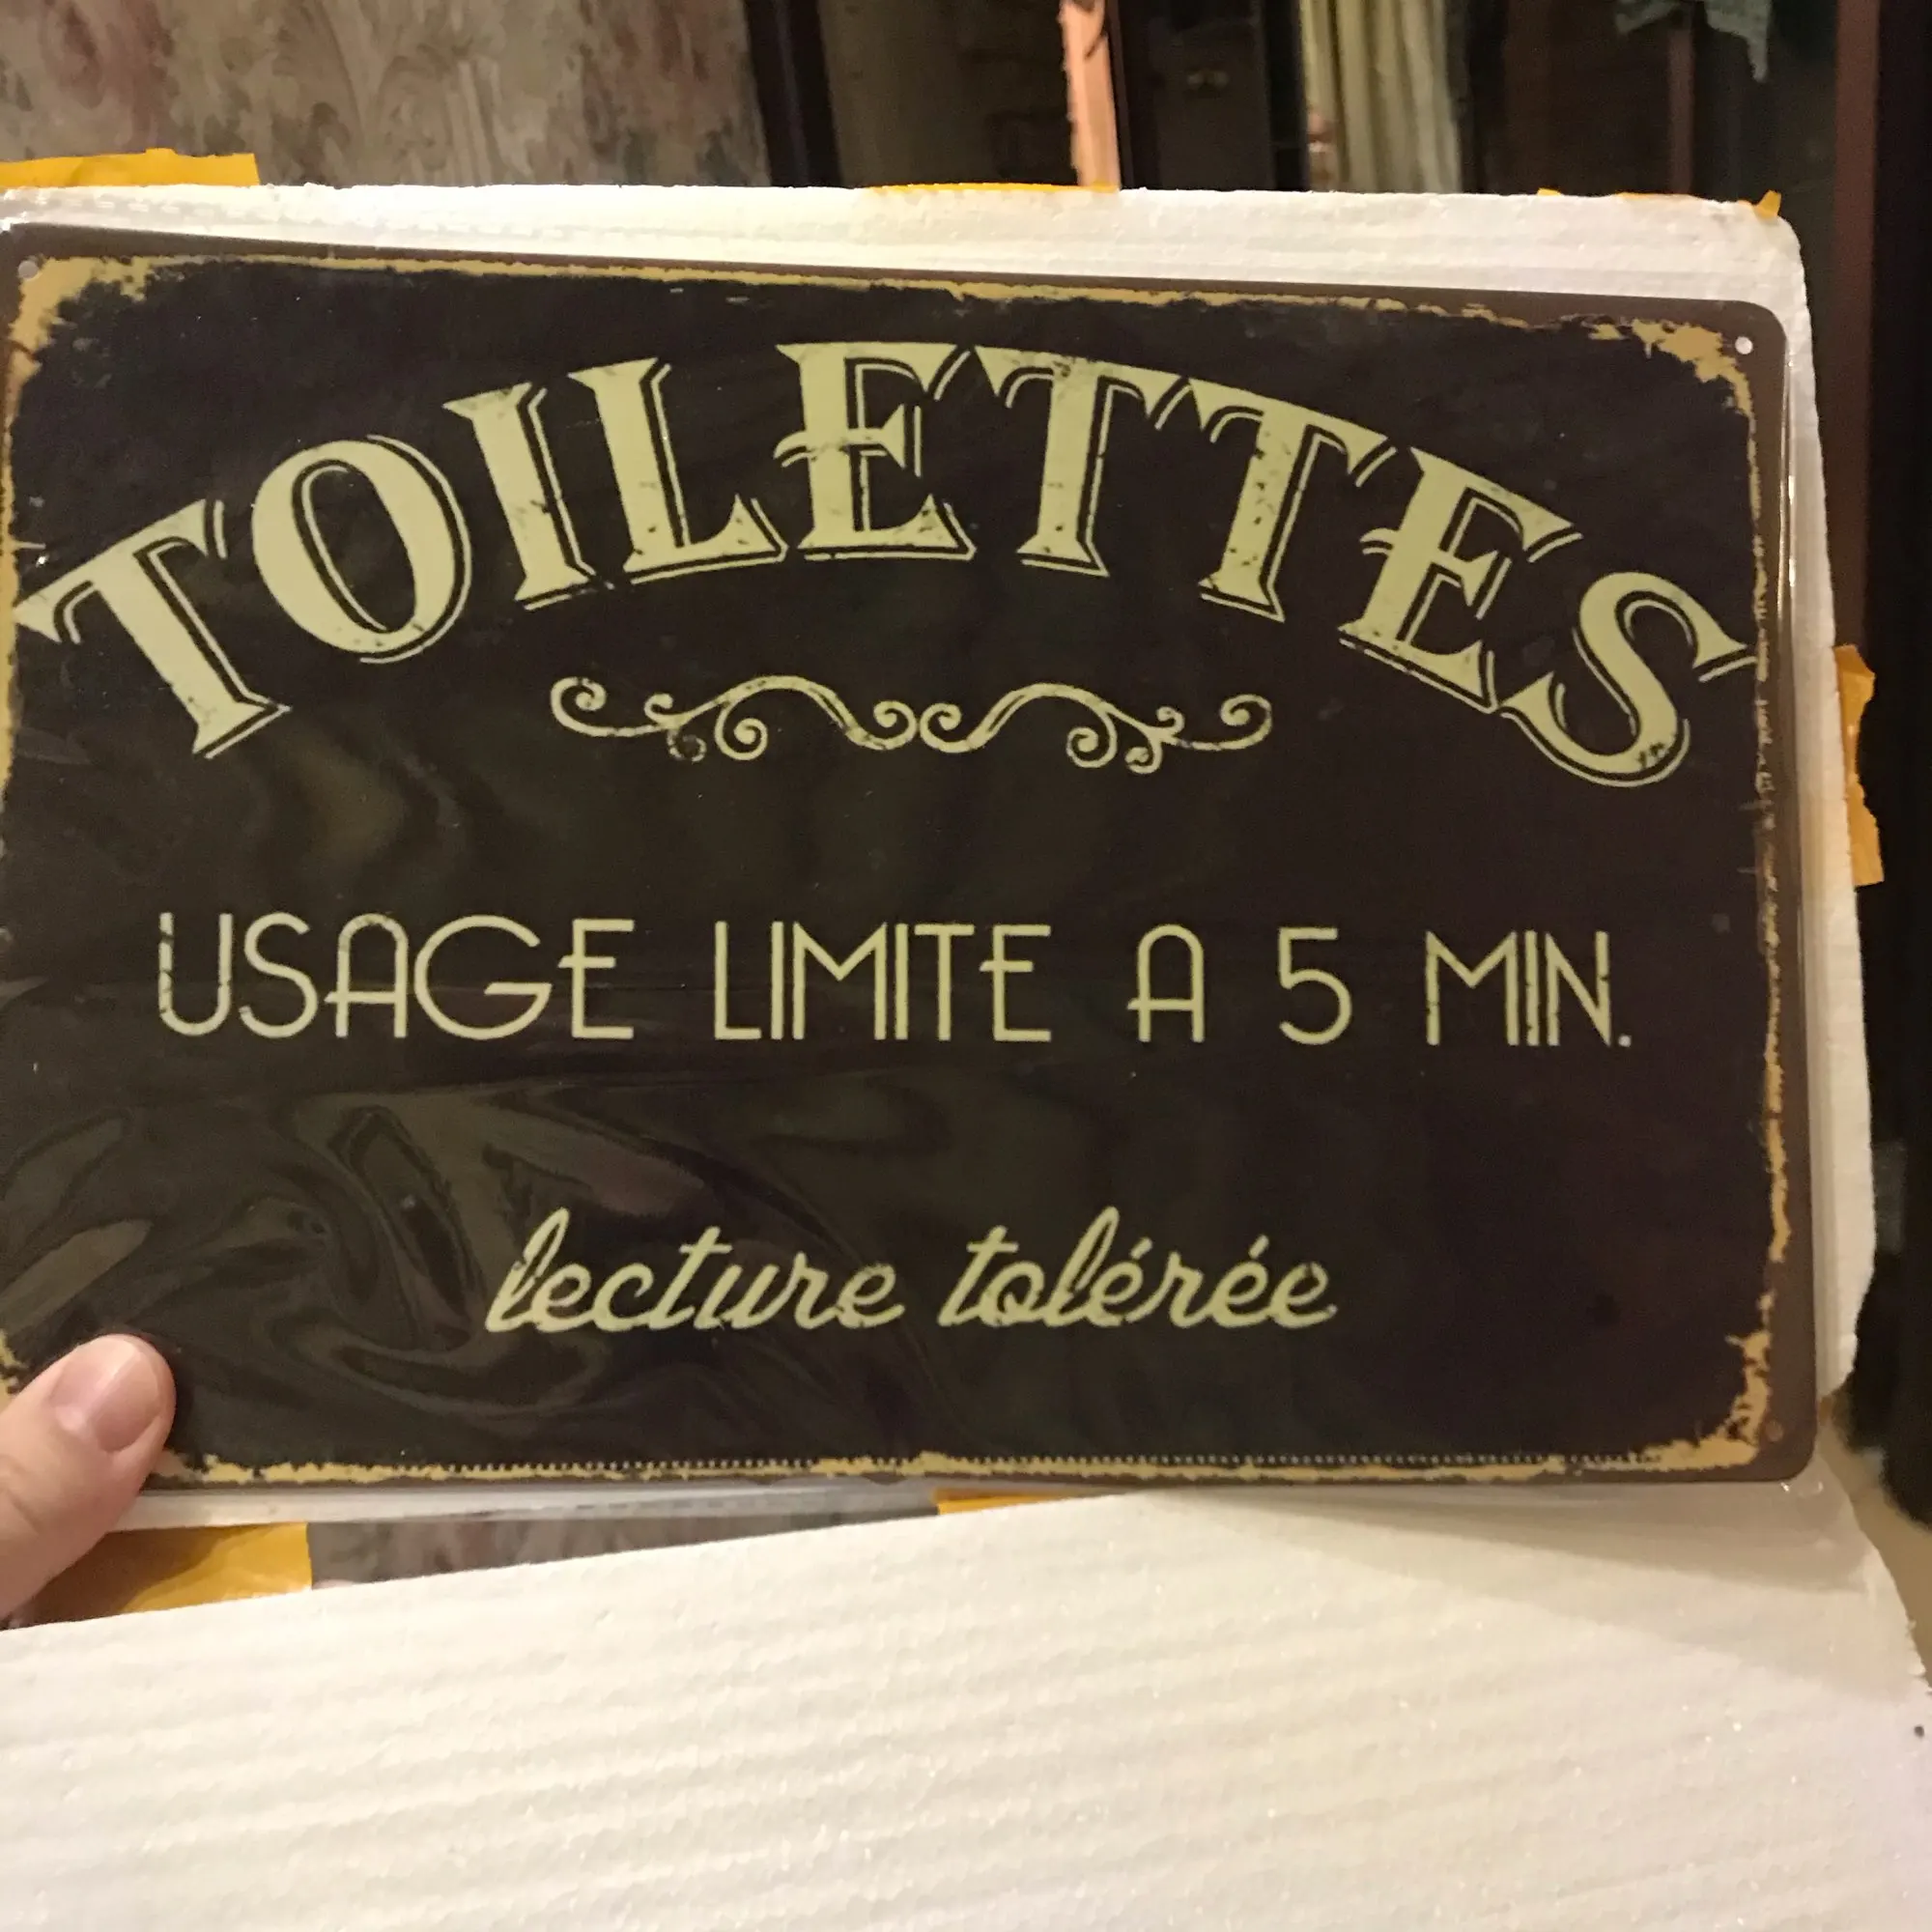 TOILETTES
USAGE LIMITE A 5 MIN.
lecture tolérée